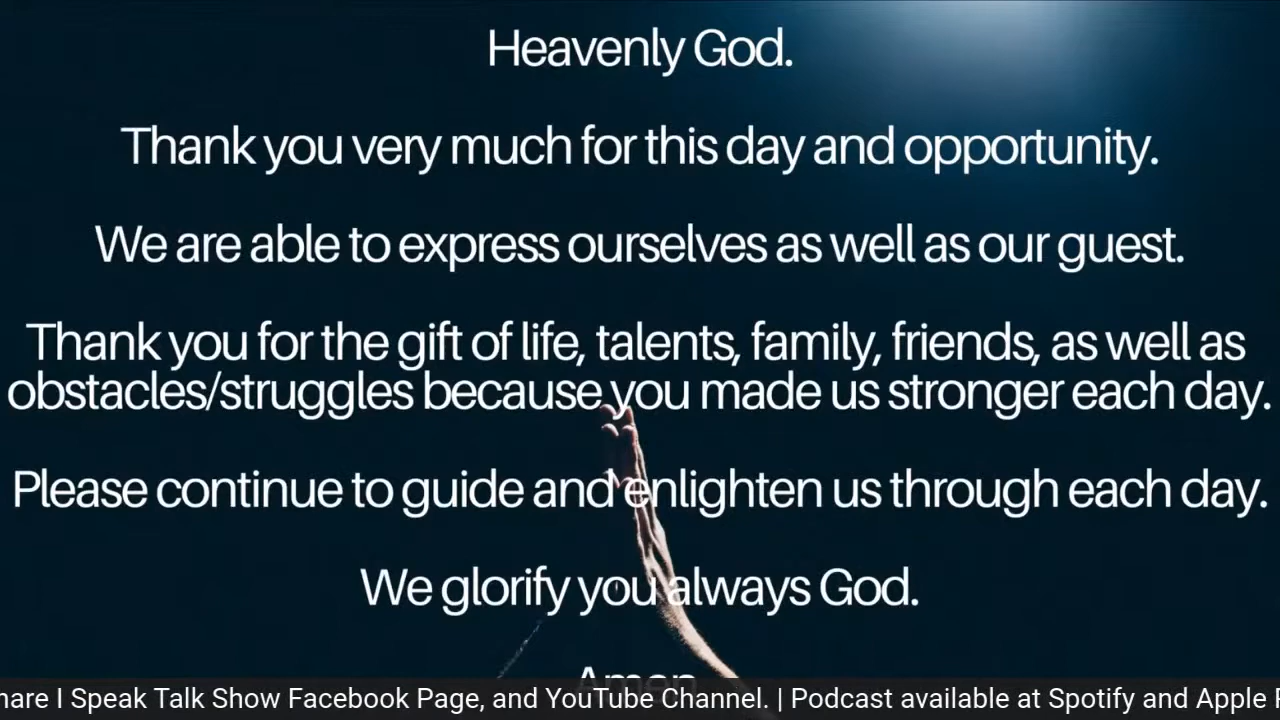 Heavenly God.
Thank you very much for this day and opportunity.
We are able to express ourselves as well as our guest.
Thank you for the gift of life, talents, family, friends, as well as
obstacles/struggles because you made us stronger each day.
Please continue to guide and enlighten us through each day.
We glorify you always God.
Amen
I Speak Talk Show Facebook Page, and YouTube Channel. | Podcast available at Spotify and Apple